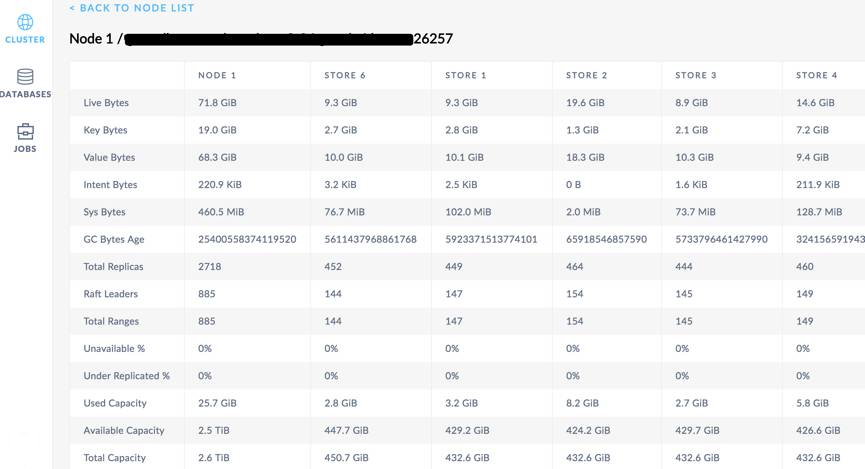 < BACK TO NODE LIST
CLUSTER
DATABASES
JOBS
Node 1 / 26257
NODE 1 STORE 6 STORE 1 STORE 2 STORE 3 STORE 4
Live Bytes 71.8 GiB 9.3 GiB 9.3 GiB 19.6 GiB 8.9 GiB 14.6 GiB
Key Bytes 19.0 GiB 2.7 GiB 2.8 GiB 1.3 GiB 2.1 GiB 7.2 GiB
Value Bytes 68.3 GiB 10.0 GiB 10.1 GiB 18.3 GiB 10.3 GiB 9.4 GiB
Intent Bytes 220.9 KiB 3.2 KiB 2.5 KiB 0 B 1.6 KiB 211.9 KiB
Sys Bytes 460.5 MiB 76.7 MiB 102.0 MiB 2.0 MiB 73.7 MiB 128.7 MiB
GC Bytes Age 25400558374119520 5611437968861768 5923371513774101 65918546857590 5733796461427990 324156591943
Total Replicas 2718 452 449 464 444 460
Raft Leaders 885 144 147 154 145 149
Total Ranges 885 144 147 154 145 149
Unavailable % 0% 0% 0% 0% 0% 0%
Under Replicated % 0% 0% 0% 0% 0% 0%
Used Capacity 25.7 GiB 2.8 GiB 3.2 GiB 8.2 GiB 2.7 GiB 5.8 GiB
Available Capacity 2.5 TiB 447.7 GiB 429.2 GiB 424.2 GiB 429.7 GiB 426.6 GiB
Total Capacity 2.6 TiB 450.7 GiB 432.6 GiB 432.6 GiB 432.6 GiB 432.6 GiB